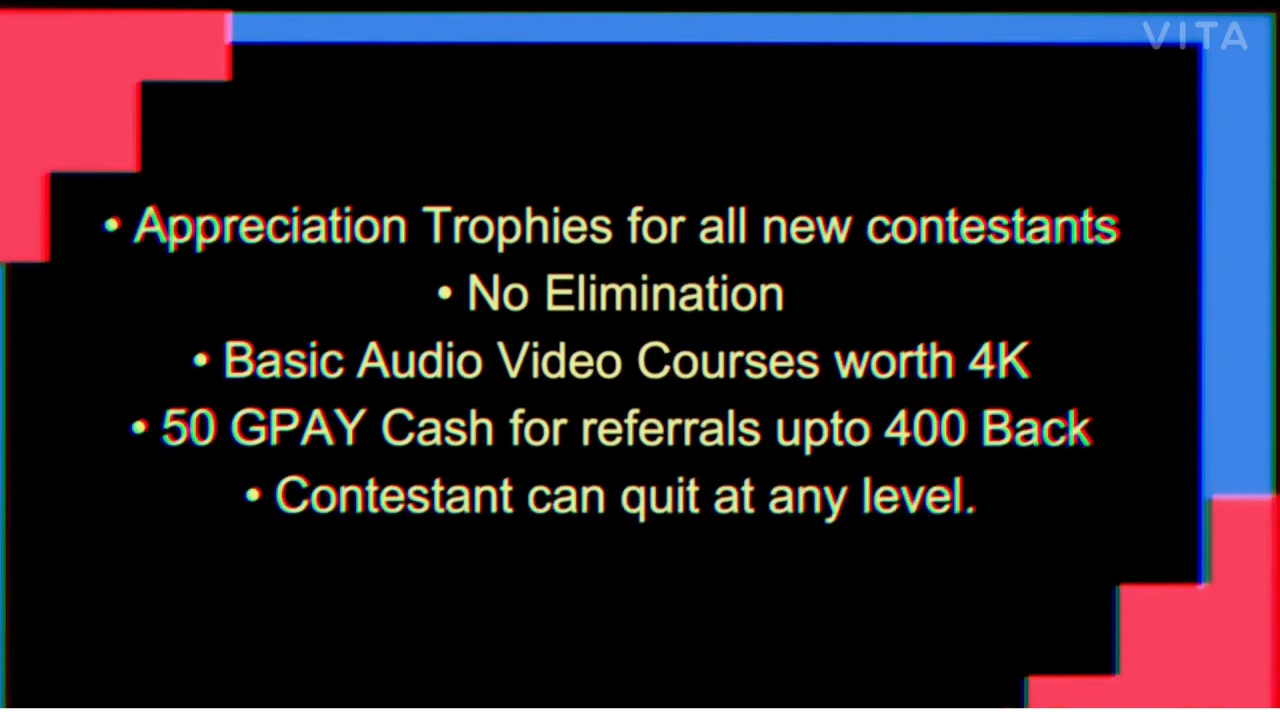 VITA
• Appreciation Trophies for all new contestants
• No Elimination
• Basic Audio Video Courses worth 4K
• 50 GPAY Cash for referrals upto 400 Back
• Contestant can quit at any level.